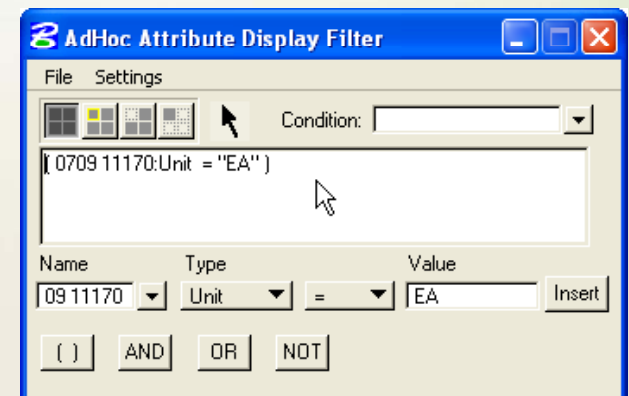 AdHoc Attribute Display Filter
File Settings
Condition:
( 0709 11170:Unit = "EA" )
Name Type Value
09 11170 Unit = EA Insert
( ) AND OR NOT